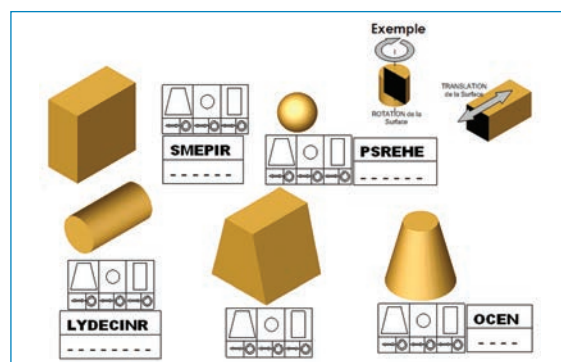 Exemple
TRANSLATION
de la Surface
ROTATION de la
Surface
SMEPIR
- - - - - -
PSREHE
- - - - - -
LYDECINR
- - - - - - - -
OCEN
- - - -